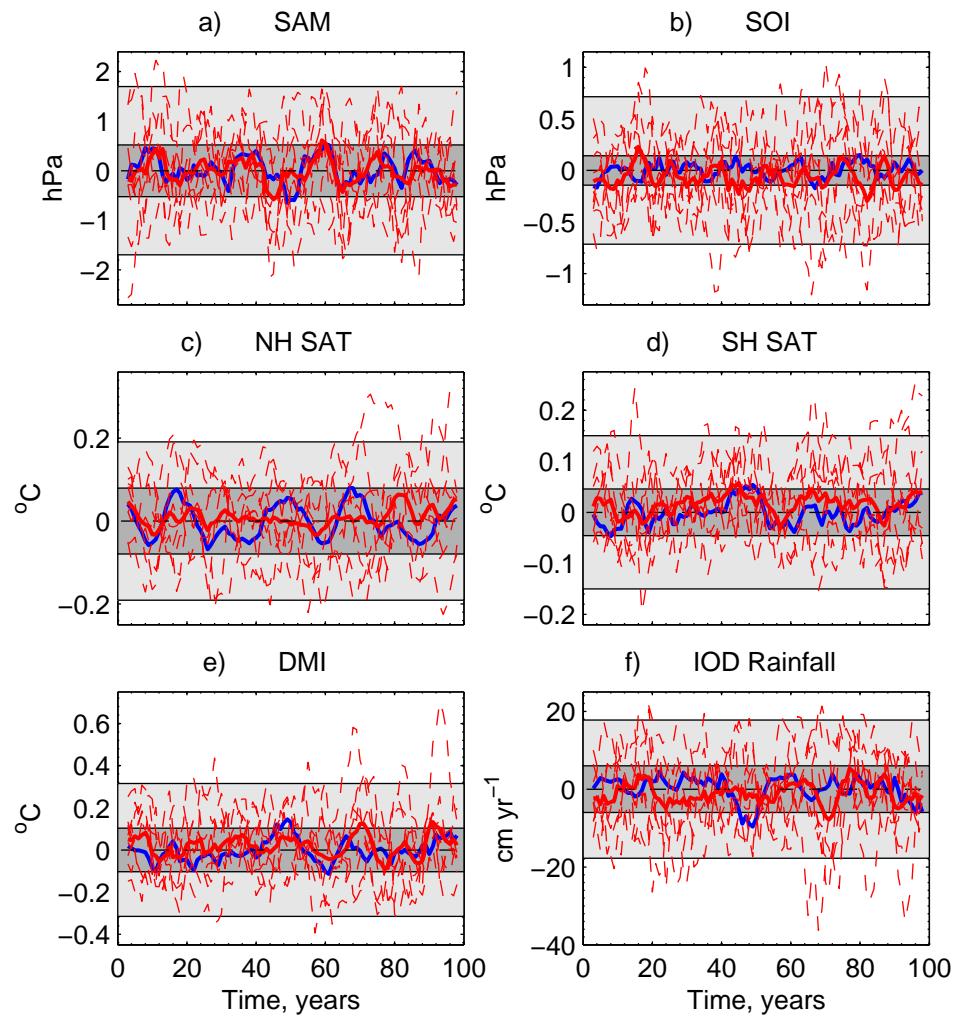 a) SAM
b) SOI
2
1
0
−1
−2
hPa
1
0.5
0
−0.5
−1
hPa
c) NH SAT
d) SH SAT
0.2
0
−0.2
oC
0.2
0.1
0
−0.1
−0.2
oC
e) DMI
f) IOD Rainfall
0.6
0.4
0.2
0
−0.2
−0.4
oC
20
0
−20
−40
cm yr−1
0 20 40 60 80 100
0 20 40 60 80 100
Time, years
Time, years